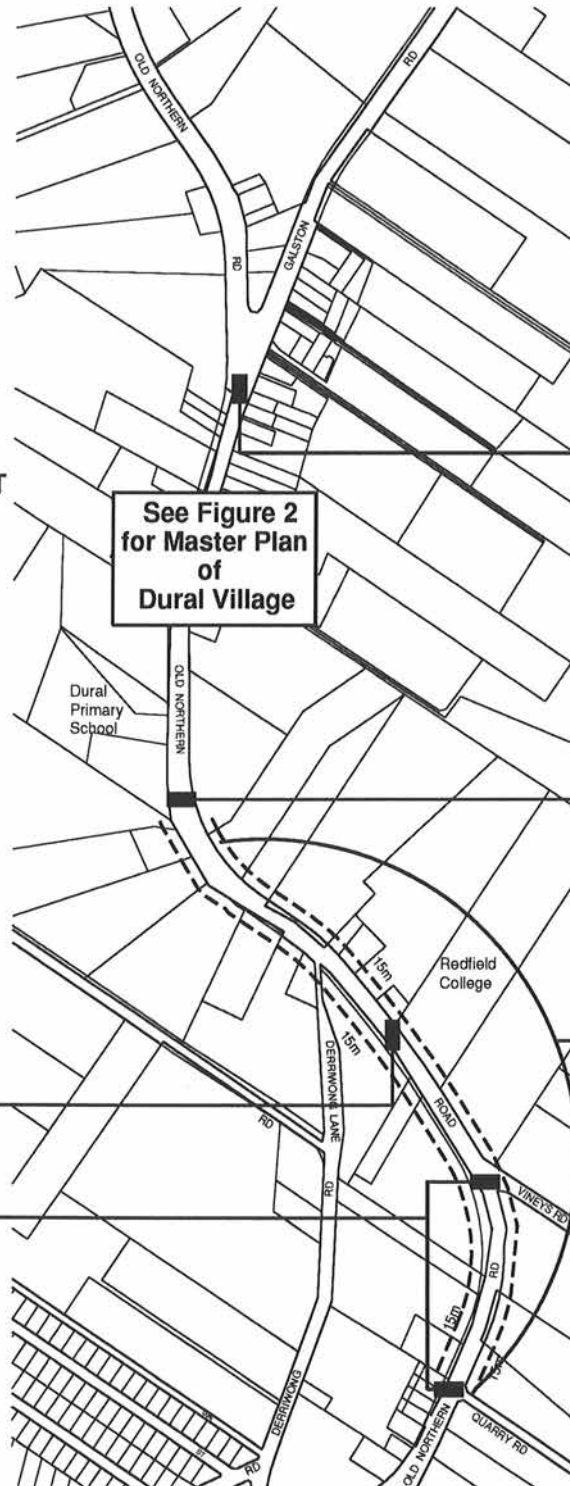 OLD NORTHERN
RD
GALSTON
RD
T
See Figure 2
for Master Plan
of
Dural Village
OLD NORTHERN
Dural
Primary
School
15m
Redfield
College
15m
DERRIWONG LANE
ROAD
RD
RD
VINEYS RD
RD
15m
15m
DERRIWONG
RD
ST
OLD NORTHERN
QUARRY RD